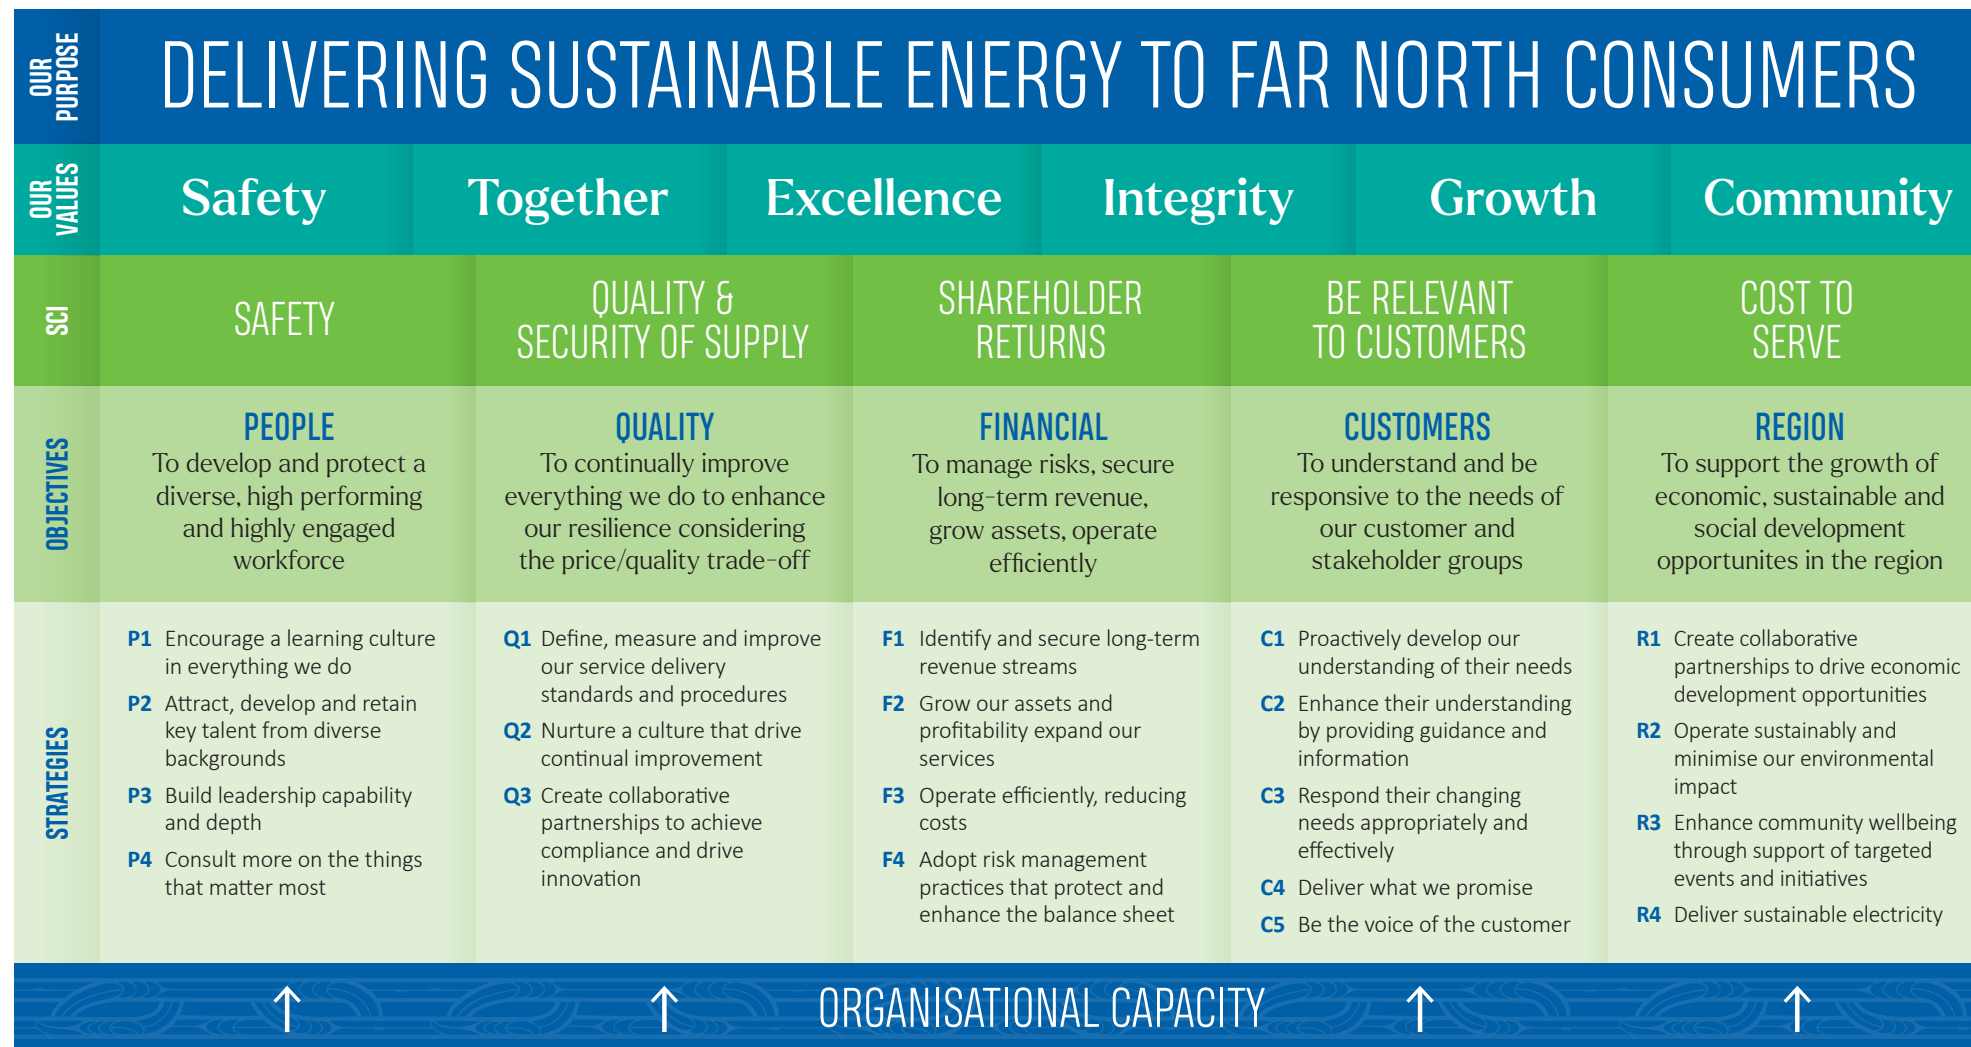 OUR
PURPOSE
DELIVERING SUSTAINABLE ENERGY TO FAR NORTH CONSUMERS
OUR
VALUES
Safety
Together
Excellence
Integrity
Growth
Community
SCI
SAFETY
QUALITY &
SECURITY OF SUPPLY
SHAREHOLDER
RETURNS
BE RELEVANT
TO CUSTOMERS
COST TO
SERVE
OBJECTIVES
PEOPLE
To develop and protect a
diverse, high performing
and highly engaged
workforce
QUALITY
To continually improve
everything we do to enhance
our resilience considering
the price/quality trade-off
FINANCIAL
To manage risks, secure
long-term revenue,
grow assets, operate
efficiently
CUSTOMERS
To understand and be
responsive to the needs of
our customer and
stakeholder groups
REGION
To support the growth of
economic, sustainable and
social development
opportunites in the region
STRATEGIES
P1 Encourage a learning culture
in everything we do
P2 Attract, develop and retain
key talent from diverse
backgrounds
P3 Build leadership capability
and depth
P4 Consult more on the things
that matter most
Q1 Define, measure and improve
our service delivery
standards and procedures
Q2 Nurture a culture that drive
continual improvement
Q3 Create collaborative
partnerships to achieve
compliance and drive
innovation
F1 Identify and secure long-term
revenue streams
F2 Grow our assets and
profitability expand our
services
F3 Operate efficiently, reducing
costs
F4 Adopt risk management
practices that protect and
enhance the balance sheet
C1 Proactively develop our
understanding of their needs
C2 Enhance their understanding
by providing guidance and
information
C3 Respond their changing
needs appropriately and
effectively
C4 Deliver what we promise
C5 Be the voice of the customer
R1 Create collaborative
partnerships to drive economic
development opportunities
R2 Operate sustainably and
minimise our environmental
impact
R3 Enhance community wellbeing
through support of targeted
events and initiatives
R4 Deliver sustainable electricity
ORGANISATIONAL CAPACITY